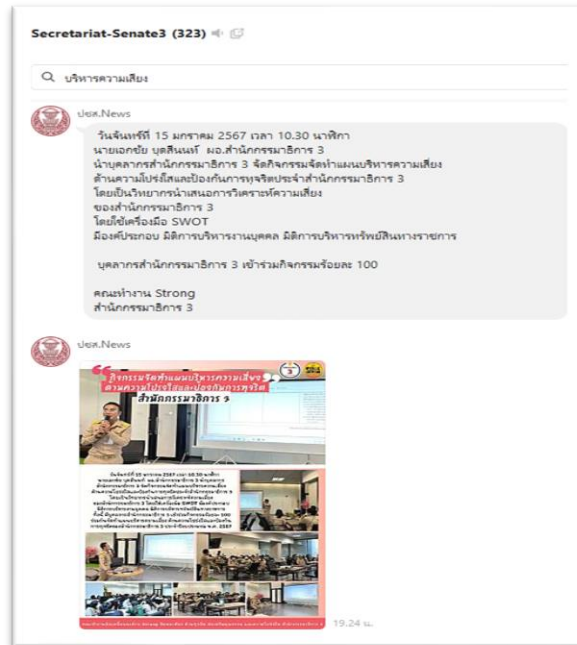 Secretariat-Senate3 (323)
บริหารความเสี่ยง
ปชส.News
วันจันทร์ที่ 15 มกราคม 2567 เวลา 10.30 นาฬิกา
นายเอกชัย บุตสีนนท์ ผอ.สำนักกรรมาธิการ 3
นำบุคลากรสำนักกรรมาธิการ 3 จัดกิจกรรมจัดทำแผนบริหารความเสี่ยง
ด้านความโปร่งใสและป้องกันการทุจริตประจำสำนักกรรมาธิการ 3
โดยเป็นวิทยากรนำเสนอการวิเคราะห์ความเสี่ยง
ของสำนักกรรมาธิการ 3
โดยใช้เครื่องมือ SWOT
มีองค์ประกอบ มิติการบริหารงานบุคคล มิติการบริหารทรัพย์สินทางราชการ
บุคลากรสำนักกรรมาธิการ 3 เข้าร่วมกิจกรรมร้อยละ 100
คณะทำงาน Strong
สำนักกรรมาธิการ 3
ปชส.News
กิจกรรมจัดทำแผนบริหารความเสี่ยง
ด้านความโปร่งใสและป้องกันการทุจริต
สำนักกรรมาธิการ ๓
19.24 น.